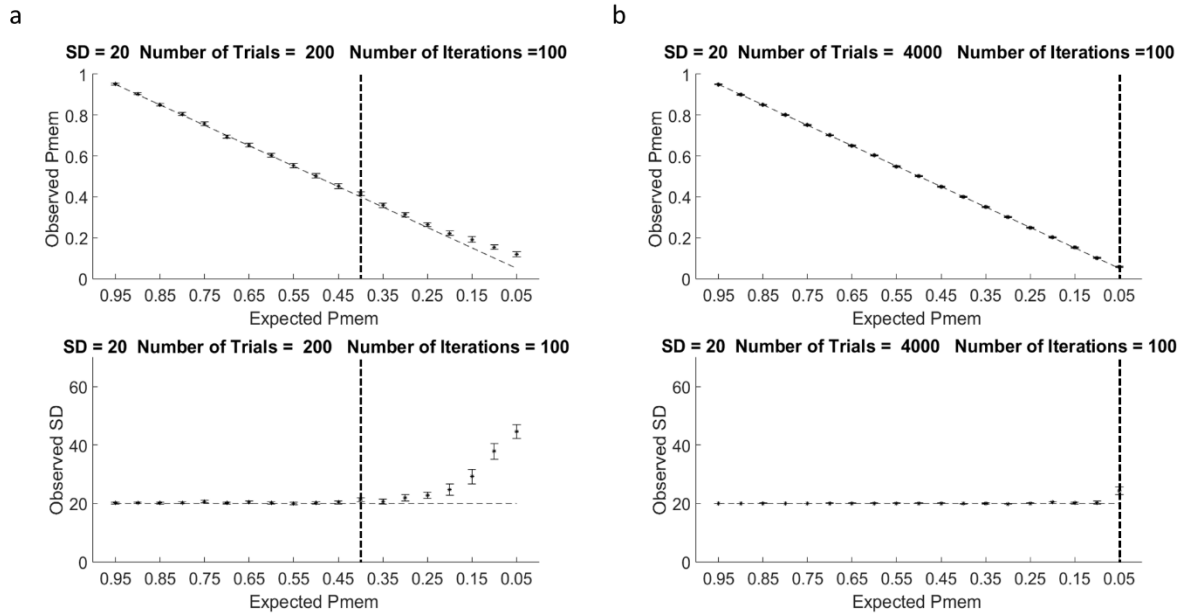 a
SD = 20 Number of Trials = 200 Number of Iterations =100
Observed Pmem
1
0.8
0.6
0.4
0.2
0
0.95 0.85 0.75 0.65 0.55 0.45 0.35 0.25 0.15 0.05
Expected Pmem
SD = 20 Number of Trials = 200 Number of Iterations = 100
Observed SD
60
40
20
0
0.95 0.85 0.75 0.65 0.55 0.45 0.35 0.25 0.15 0.05
Expected Pmem
b
SD = 20 Number of Trials = 4000 Number of Iterations =100
Observed Pmem
1
0.8
0.6
0.4
0.2
0
0.95 0.85 0.75 0.65 0.55 0.45 0.35 0.25 0.15 0.05
Expected Pmem
SD = 20 Number of Trials = 4000 Number of Iterations = 100
Observed SD
60
40
20
0
0.95 0.85 0.75 0.65 0.55 0.45 0.35 0.25 0.15 0.05
Expected Pmem